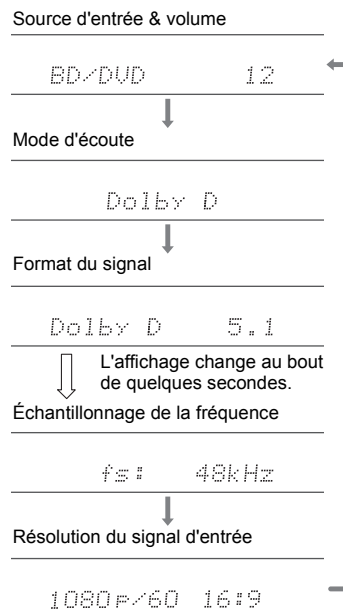 Source d'entrée & volume
BD/DVD 12
Mode d'écoute
Dolby D
Format du signal
Dolby D 5.1
L'affichage change au bout
de quelques secondes.
Échantillonnage de la fréquence
fs: 48kHz
Résolution du signal d'entrée
1080p/60 16:9